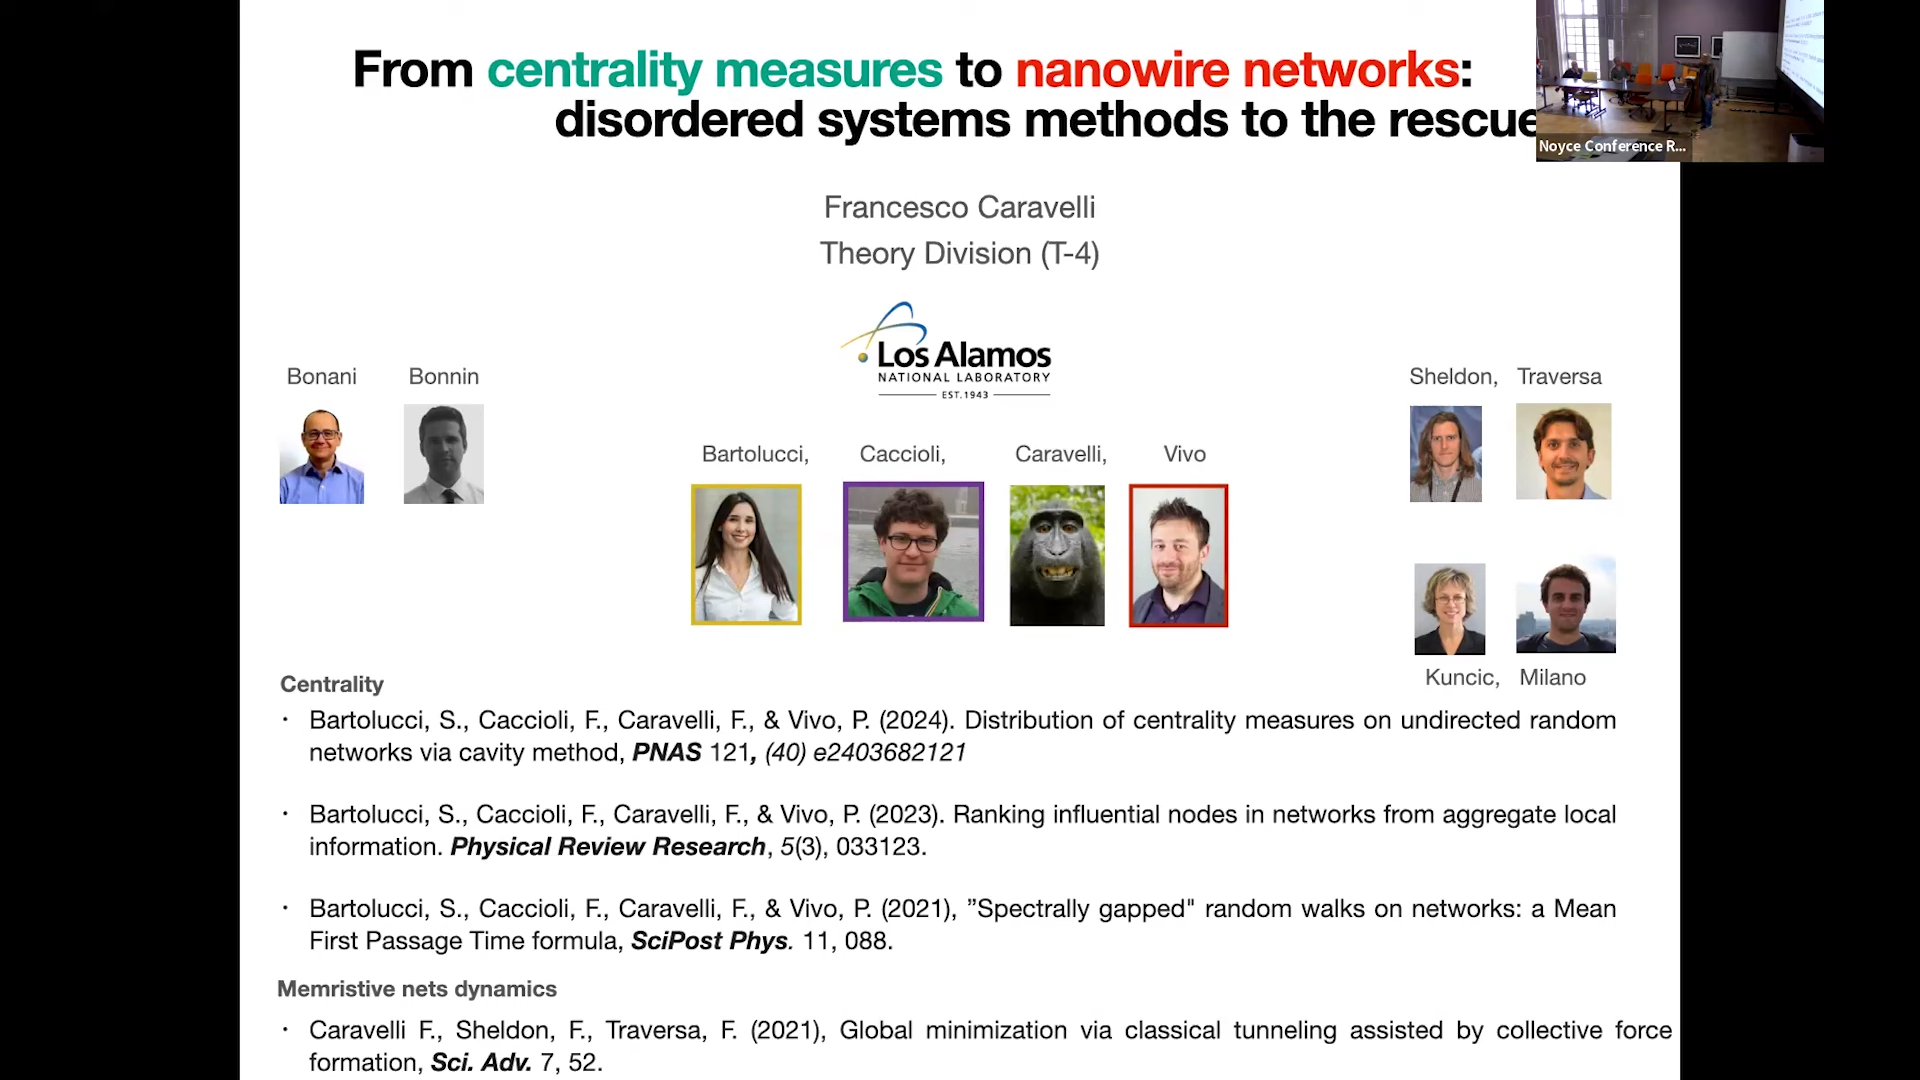 From centrality measures to nanowire networks:
disordered systems methods to the rescue
Noyce Conference R...
Francesco Caravelli
Theory Division (T-4)
Los Alamos
NATIONAL LABORATORY
EST.1943
Bonani Bonnin
Sheldon, Traversa
Bartolucci, Caccioli, Caravelli, Vivo
Kuncic, Milano
Centrality
· Bartolucci, S., Caccioli, F., Caravelli, F., & Vivo, P. (2024). Distribution of centrality measures on undirected random
networks via cavity method, PNAS 121, (40) e2403682121
· Bartolucci, S., Caccioli, F., Caravelli, F., & Vivo, P. (2023). Ranking influential nodes in networks from aggregate local
information. Physical Review Research, 5(3), 033123.
· Bartolucci, S., Caccioli, F., Caravelli, F., & Vivo, P. (2021), ”Spectrally gapped" random walks on networks: a Mean
First Passage Time formula, SciPost Phys. 11, 088.
Memristive nets dynamics
· Caravelli F., Sheldon, F., Traversa, F. (2021), Global minimization via classical tunneling assisted by collective force
formation, Sci. Adv. 7, 52.